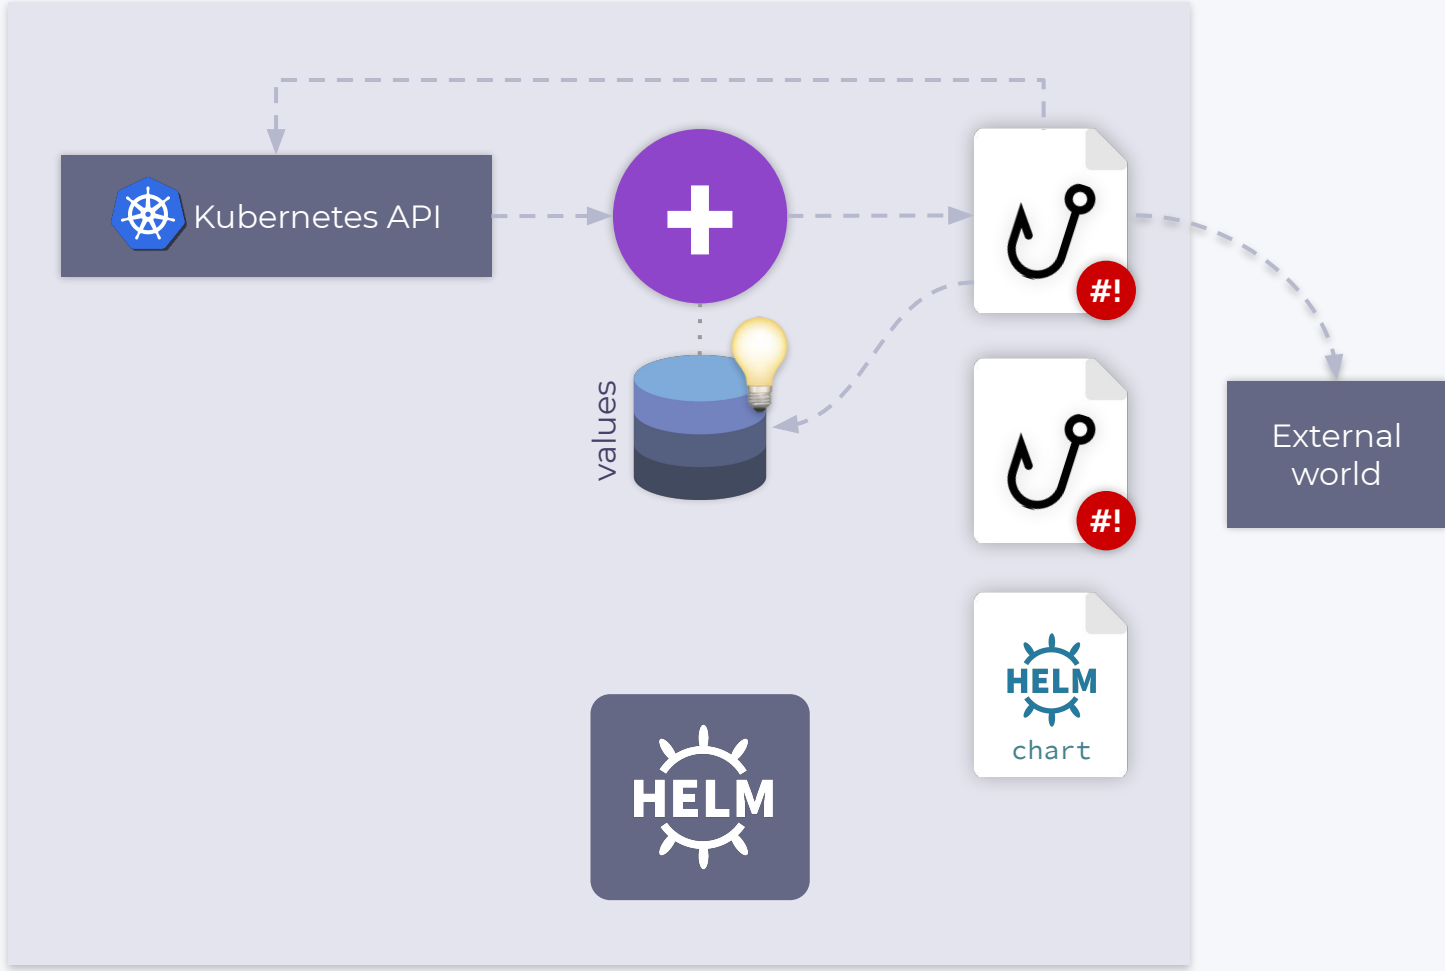 Kubernetes API
#!
values
#!
External
world
HELM
chart
HELM